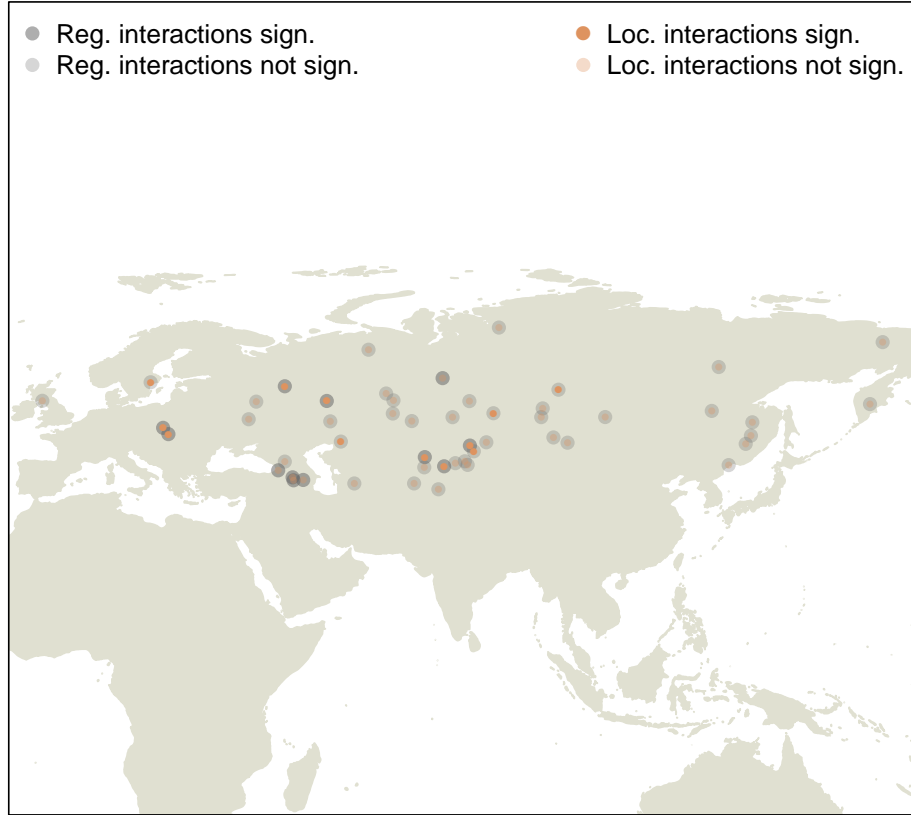 Reg. interactions sign.
Reg. interactions not sign.
Loc. interactions sign.
Loc. interactions not sign.